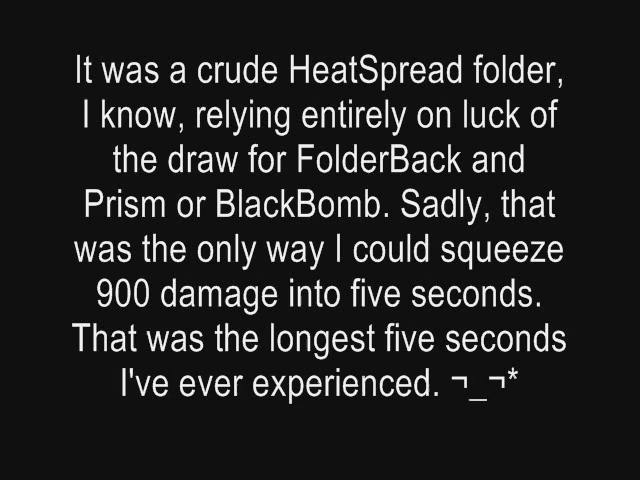 It was a crude HeatSpread folder,
I know, relying entirely on luck of
the draw for FolderBack and
Prism or BlackBomb. Sadly, that
was the only way I could squeeze
900 damage into five seconds.
That was the longest five seconds
I've ever experienced. ¬_¬*